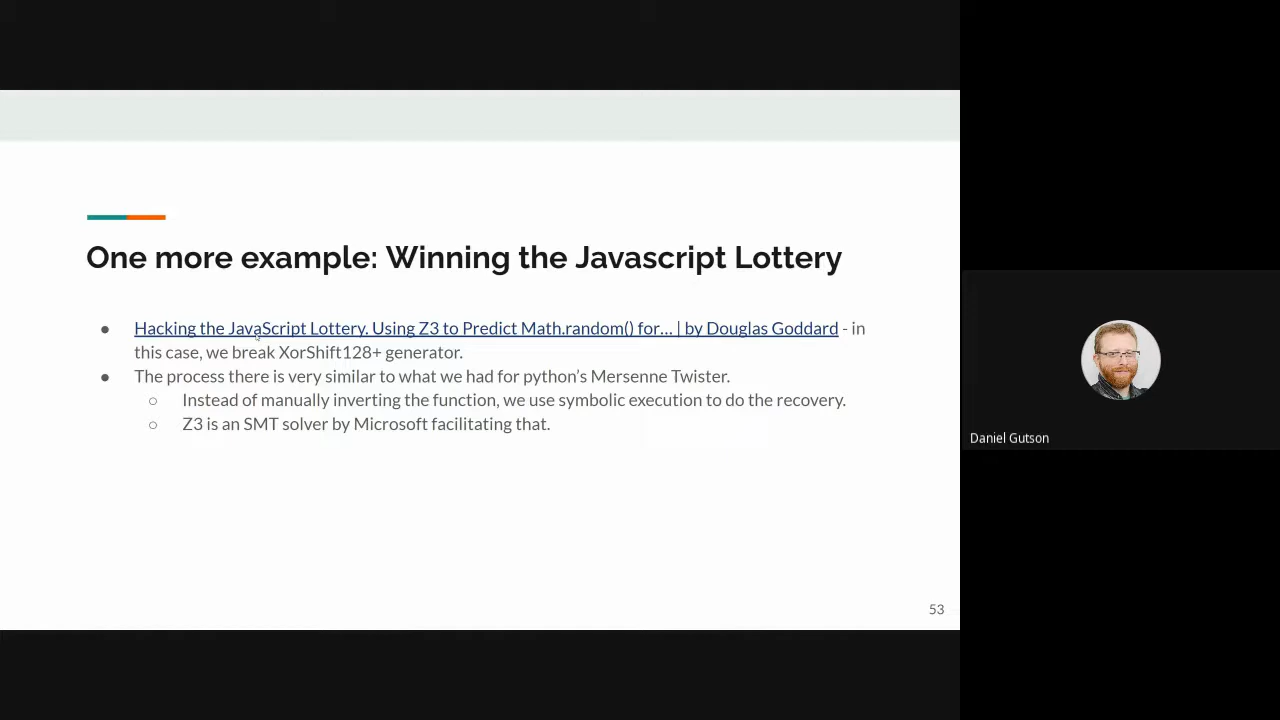 One more example: Winning the Javascript Lottery
● Hacking the JavaScript Lottery. Using Z3 to Predict Math.random() for... | by Douglas Goddard - in
this case, we break XorShift128+ generator.
● The process there is very similar to what we had for python’s Mersenne Twister.
○ Instead of manually inverting the function, we use symbolic execution to do the recovery.
○ Z3 is an SMT solver by Microsoft facilitating that.
53
Daniel Gutson